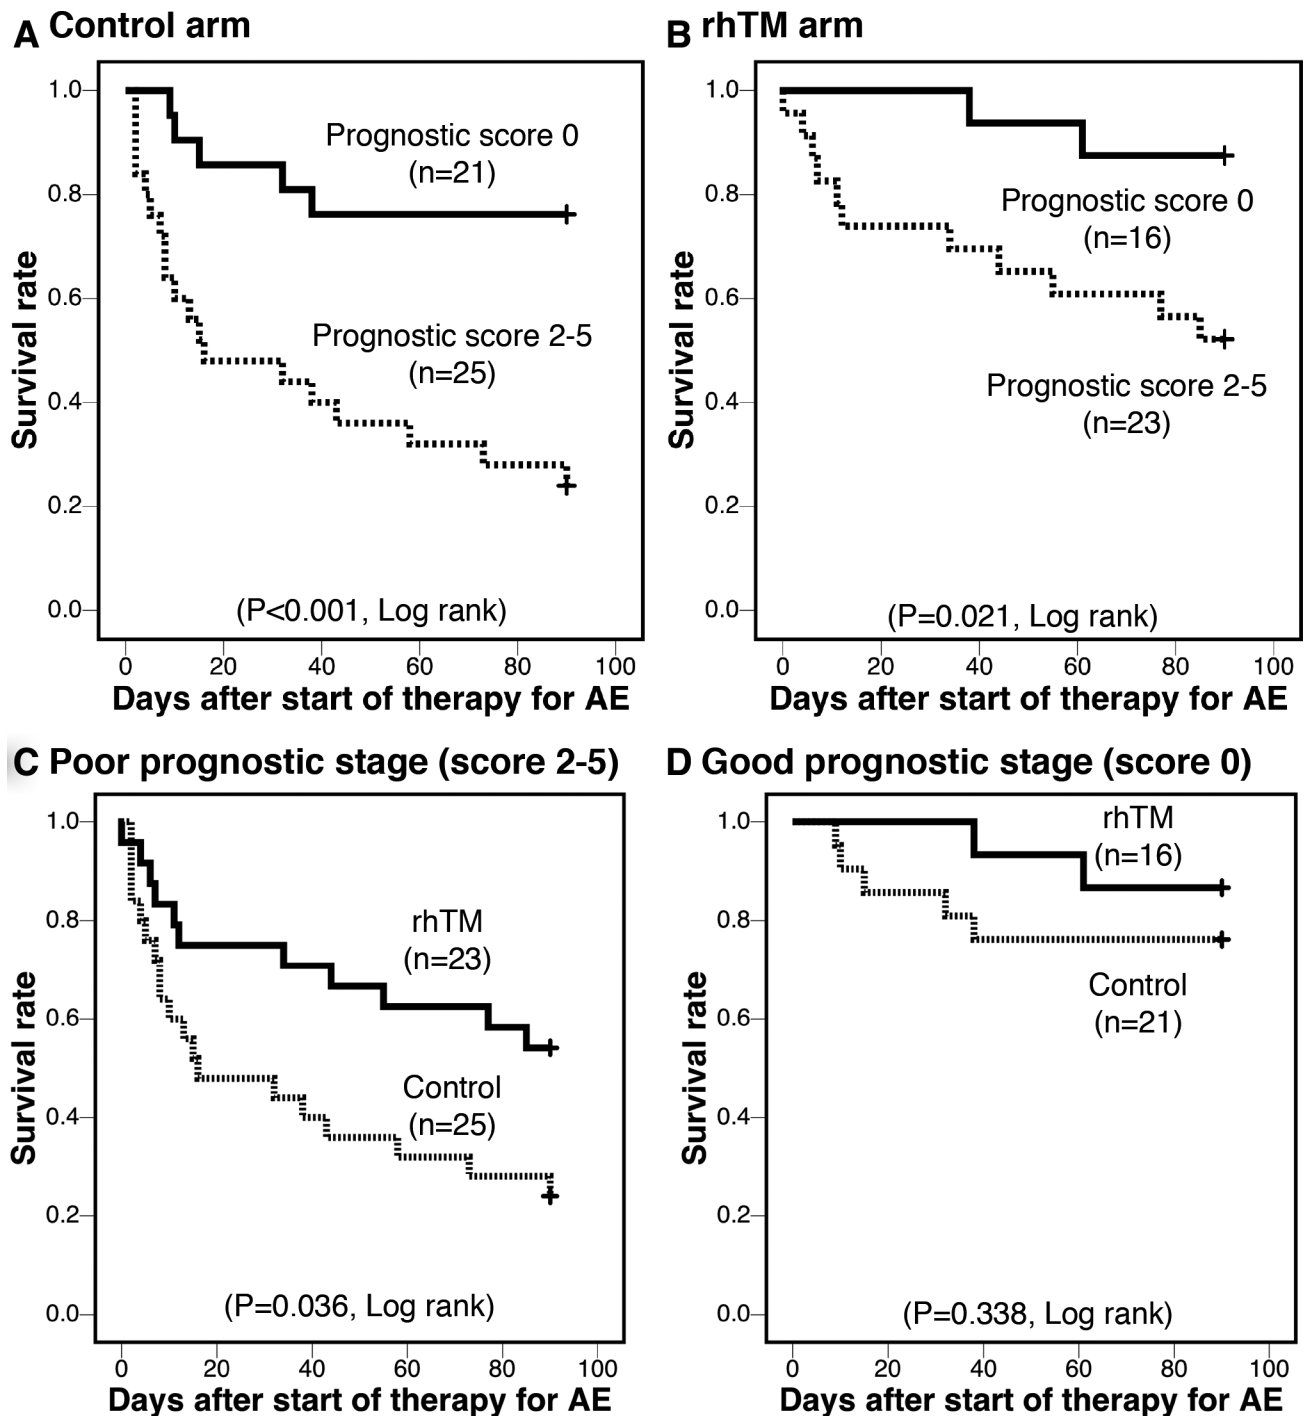 A Control arm
1.0
0.8
0.6
0.4
0.2
0.0
Survival rate
Prognostic score 0
(n=21)
Prognostic score 2-5
(n=25)
(P<0.001, Log rank)
0 20 40 60 80 100
Days after start of therapy for AE
B rhTM arm
1.0
0.8
0.6
0.4
0.2
0.0
Survival rate
Prognostic score 0
(n=16)
Prognostic score 2-5
(n=23)
(P=0.021, Log rank)
0 20 40 60 80 100
Days after start of therapy for AE
C Poor prognostic stage (score 2-5)
1.0
0.8
0.6
0.4
0.2
0.0
Survival rate
rhTM
(n=23)
Control
(n=25)
(P=0.036, Log rank)
0 20 40 60 80 100
Days after start of therapy for AE
D Good prognostic stage (score 0)
1.0
0.8
0.6
0.4
0.2
0.0
Survival rate
rhTM
(n=16)
Control
(n=21)
(P=0.338, Log rank)
0 20 40 60 80 100
Days after start of therapy for AE